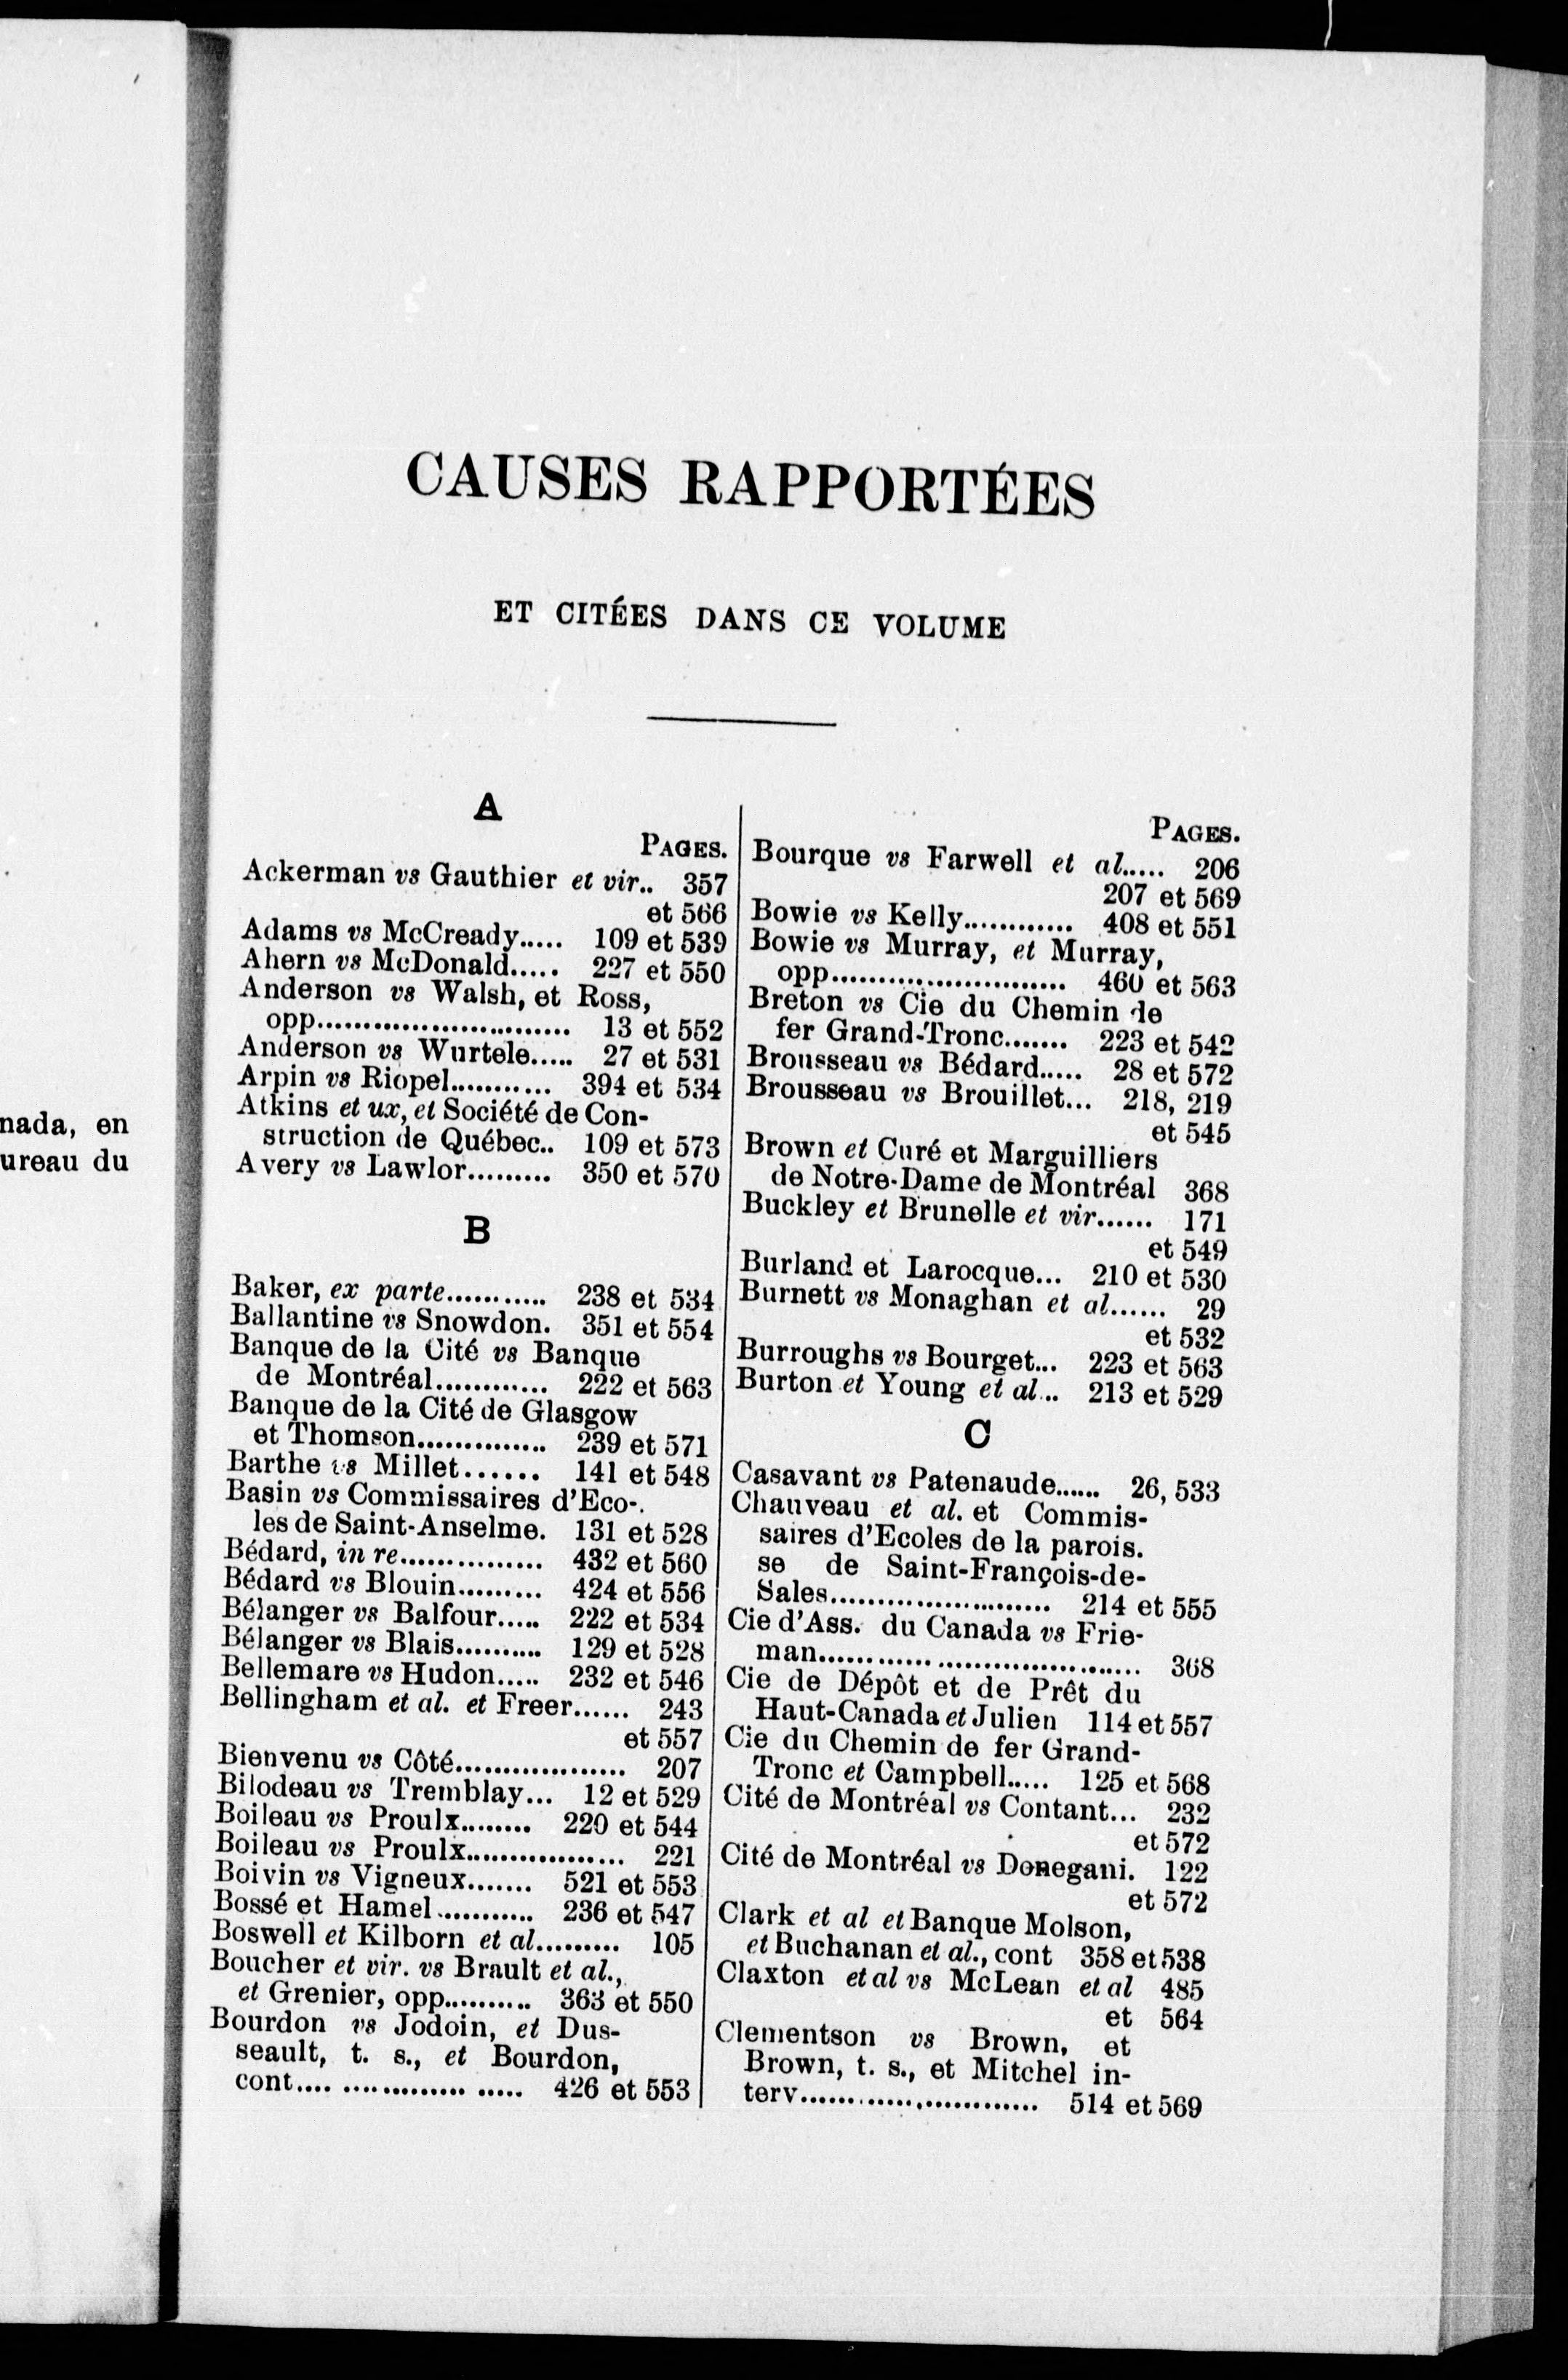 nada, en
ureau du
CAUSES RAPPORTÉES
ET CITÉES DANS CE VOLUME
A
PAGES.
Ackerman vs Gauthier et vir.. 357
et 566
Adams vs McCready..... 109 et 539
Ahern vs McDonald..... 227 et 550
Anderson vs Walsh, et Ross,
opp........................... 13 et 552
Anderson vs Wurtele..... 27 et 531
Arpin vs Riopel........... 394 et 534
Atkins et ux, et Société de Con-
struction de Québec.. 109 et 573
Avery vs Lawlor......... 350 et 570
B
Baker, ex parte........... 238 et 534
Ballantine vs Snowdon. 351 et 554
Banque de la Cité vs Banque
de Montréal............ 222 et 563
Banque de la Cité de Glasgow
et Thomson.............. 239 et 571
Barthe vs Millet...... 141 et 548
Basin vs Commissaires d'Eco-
les de Saint-Anselme. 131 et 528
Bédard, in re............... 432 et 560
Bédard vs Blouin......... 424 et 556
Bélanger vs Balfour..... 222 et 534
Bélanger vs Blais.......... 129 et 528
Bellemare vs Hudon..... 232 et 546
Bellingham et al. et Freer...... 243
et 557
Bienvenu vs Côté.................. 207
Bilodeau vs Tremblay... 12 et 529
Boileau vs Proulx........ 220 et 544
Boileau vs Proulx................. 221
Boivin vs Vigneux....... 521 et 553
Bossé et Hamel........... 236 et 547
Boswell et Kilborn et al......... 105
Boucher et vir. vs Brault et al.,
et Grenier, opp.......... 363 et 550
Bourdon vs Jodoin, et Dus-
seault, t. s., et Bourdon,
cont.... ............. ..... 426 et 553
PAGES.
Bourque vs Farwell et al..... 206
207 et 569
Bowie vs Kelly............ 408 et 551
Bowie vs Murray, et Murray,
opp......................... 460 et 563
Breton vs Cie du Chemin de
fer Grand-Tronc....... 223 et 542
Brousseau vs Bédard..... 28 et 572
Brousseau vs Brouillet... 218, 219
et 545
Brown et Curé et Marguilliers
de Notre-Dame de Montréal 368
Buckley et Brunelle et vir...... 171
et 549
Burland et Larocque... 210 et 530
Burnett vs Monaghan et al...... 29
et 532
Burroughs vs Bourget... 223 et 563
Burton et Young et al... 213 et 529
C
Casavant vs Patenaude...... 26, 533
Chauveau et al. et Commis-
saires d'Ecoles de la parois.
se de Saint-François-de-
Sales........................ 214 et 555
Cie d'Ass. du Canada vs Frie-
man................................... 368
Cie de Dépôt et de Prêt du
Haut-Canada et Julien 114 et 557
Cie du Chemin de fer Grand-
Tronc et Campbell..... 125 et 568
Cité de Montréal vs Contant... 232
et 572
Cité de Montréal vs Donegani. 122
et 572
Clark et al et Banque Molson,
et Buchanan et al., cont 358 et 538
Claxton et al vs McLean et al 485
et 564
Clementson vs Brown, et
Brown, t. s., et Mitchel in-
terv.......................... 514 et 569